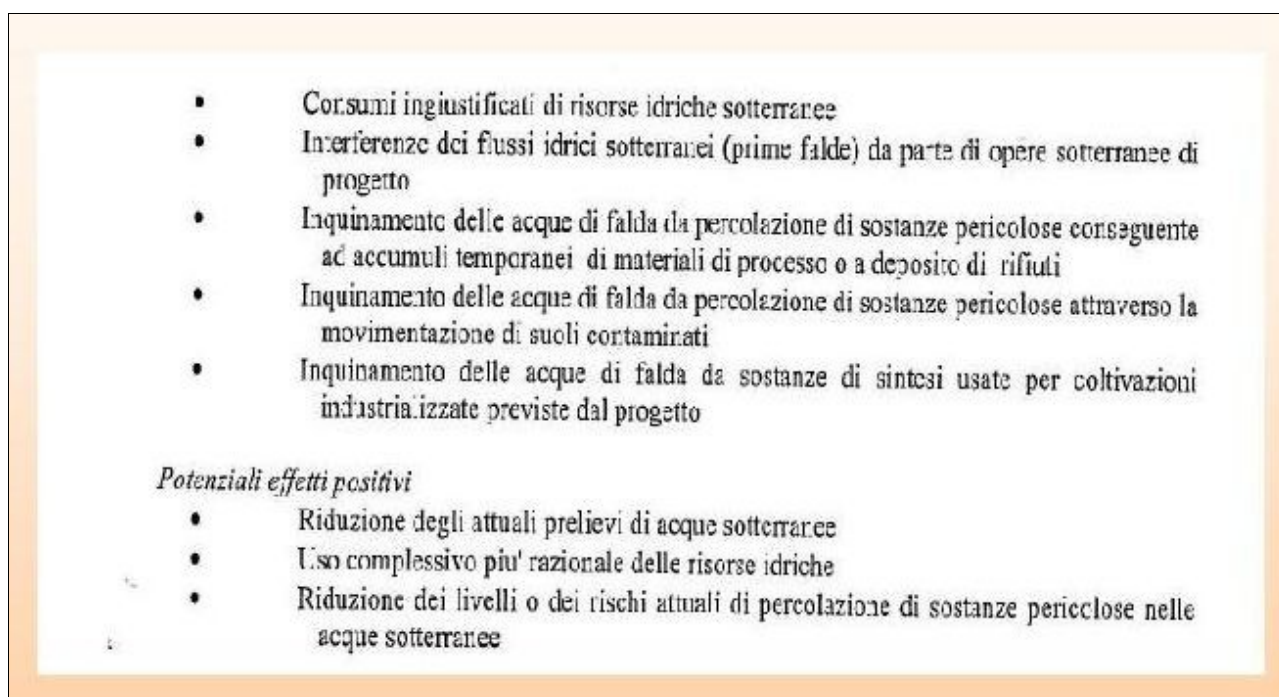 • Consumi ingiustificati di risorse idriche sotterranee
• Interferenze dei flussi idrici sotterranei (prime falde) da parte di opere sotterranee di
progetto
• Inquinamento delle acque di falda da percolazione di sostanze pericolose conseguente
ad accumuli temporanei di materiali di processo o a deposito di rifiuti
• Inquinamento delle acque di falda da percolazione di sostanze pericolose attraverso la
movimentazione di suoli contaminati
• Inquinamento delle acque di falda da sostanze di sintesi usate per coltivazioni
industrializzate previste dal progetto
Potenziali effetti positivi
• Riduzione degli attuali prelievi di acque sotterranee
• Uso complessivo piu' razionale delle risorse idriche
• Riduzione dei livelli o dei rischi attuali di percolazione di sostanze pericolose nelle
acque sotterranee